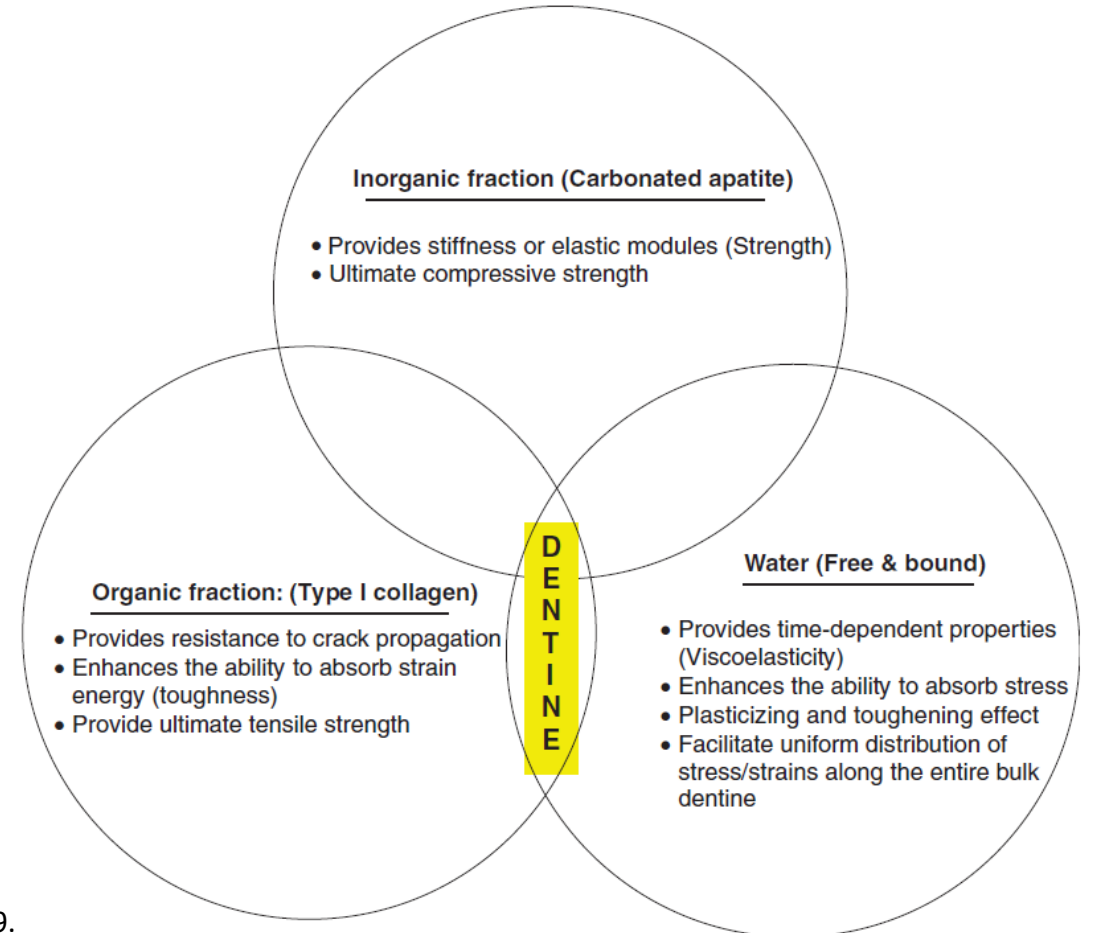 Inorganic fraction (Carbonated apatite)
• Provides stiffness or elastic modules (Strength)
• Ultimate compressive strength
Organic fraction: (Type I collagen)
• Provides resistance to crack propagation
• Enhances the ability to absorb strain
energy (toughness)
• Provide ultimate tensile strength
D
E
N
T
I
N
E
Water (Free & bound)
• Provides time-dependent properties
(Viscoelasticity)
• Enhances the ability to absorb stress
• Plasticizing and toughening effect
• Facilitate uniform distribution of
stress/strains along the entire bulk
dentine
9.